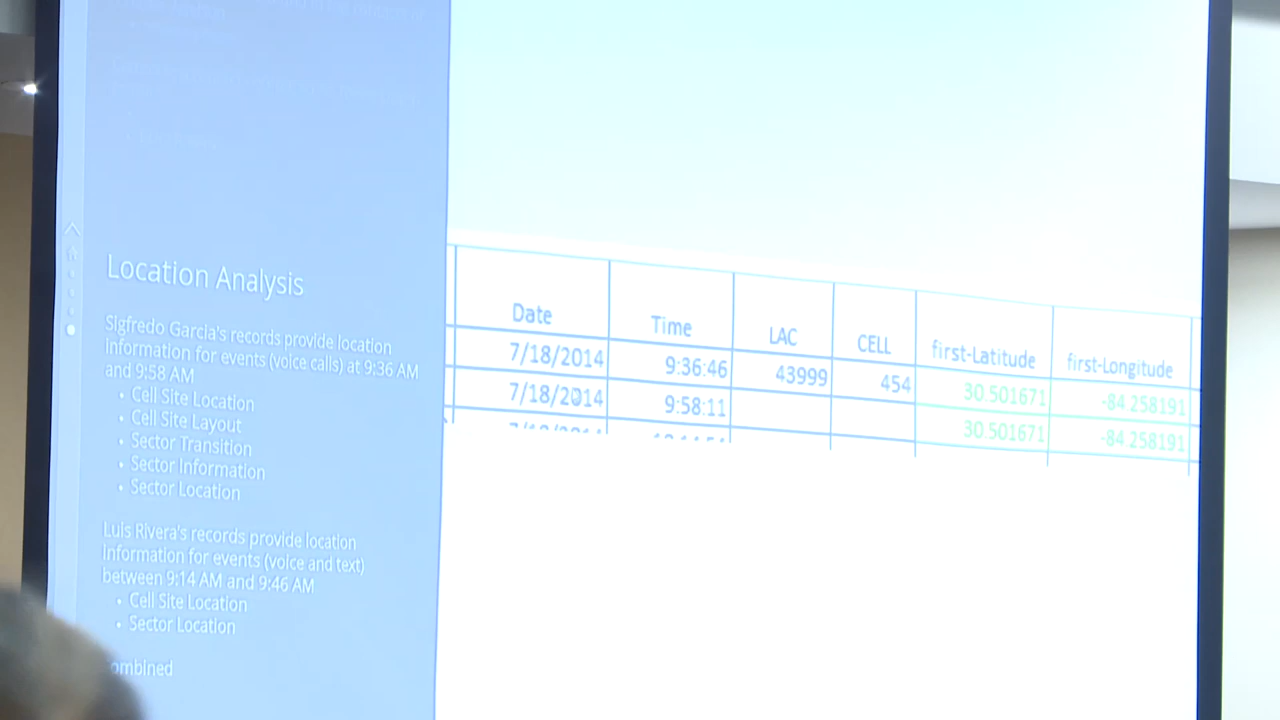 Location Analysis
Sigfredo Garcia's records provide location
information for events (voice calls) at 9:36 AM
and 9:58 AM
• Cell Site Location
• Cell Site Layout
• Sector Transition
• Sector Information
• Sector Location
Luis Rivera's records provide location
information for events (voice and text)
between 9:14 AM and 9:46 AM
• Cell Site Location
• Sector Location
Combined
Date Time LAC CELL first-Latitude first-Longitude
7/18/2014 9:36:46 43999 454 30.501671 -84.258191
7/18/2014 9:58:11 30.501671 -84.258191